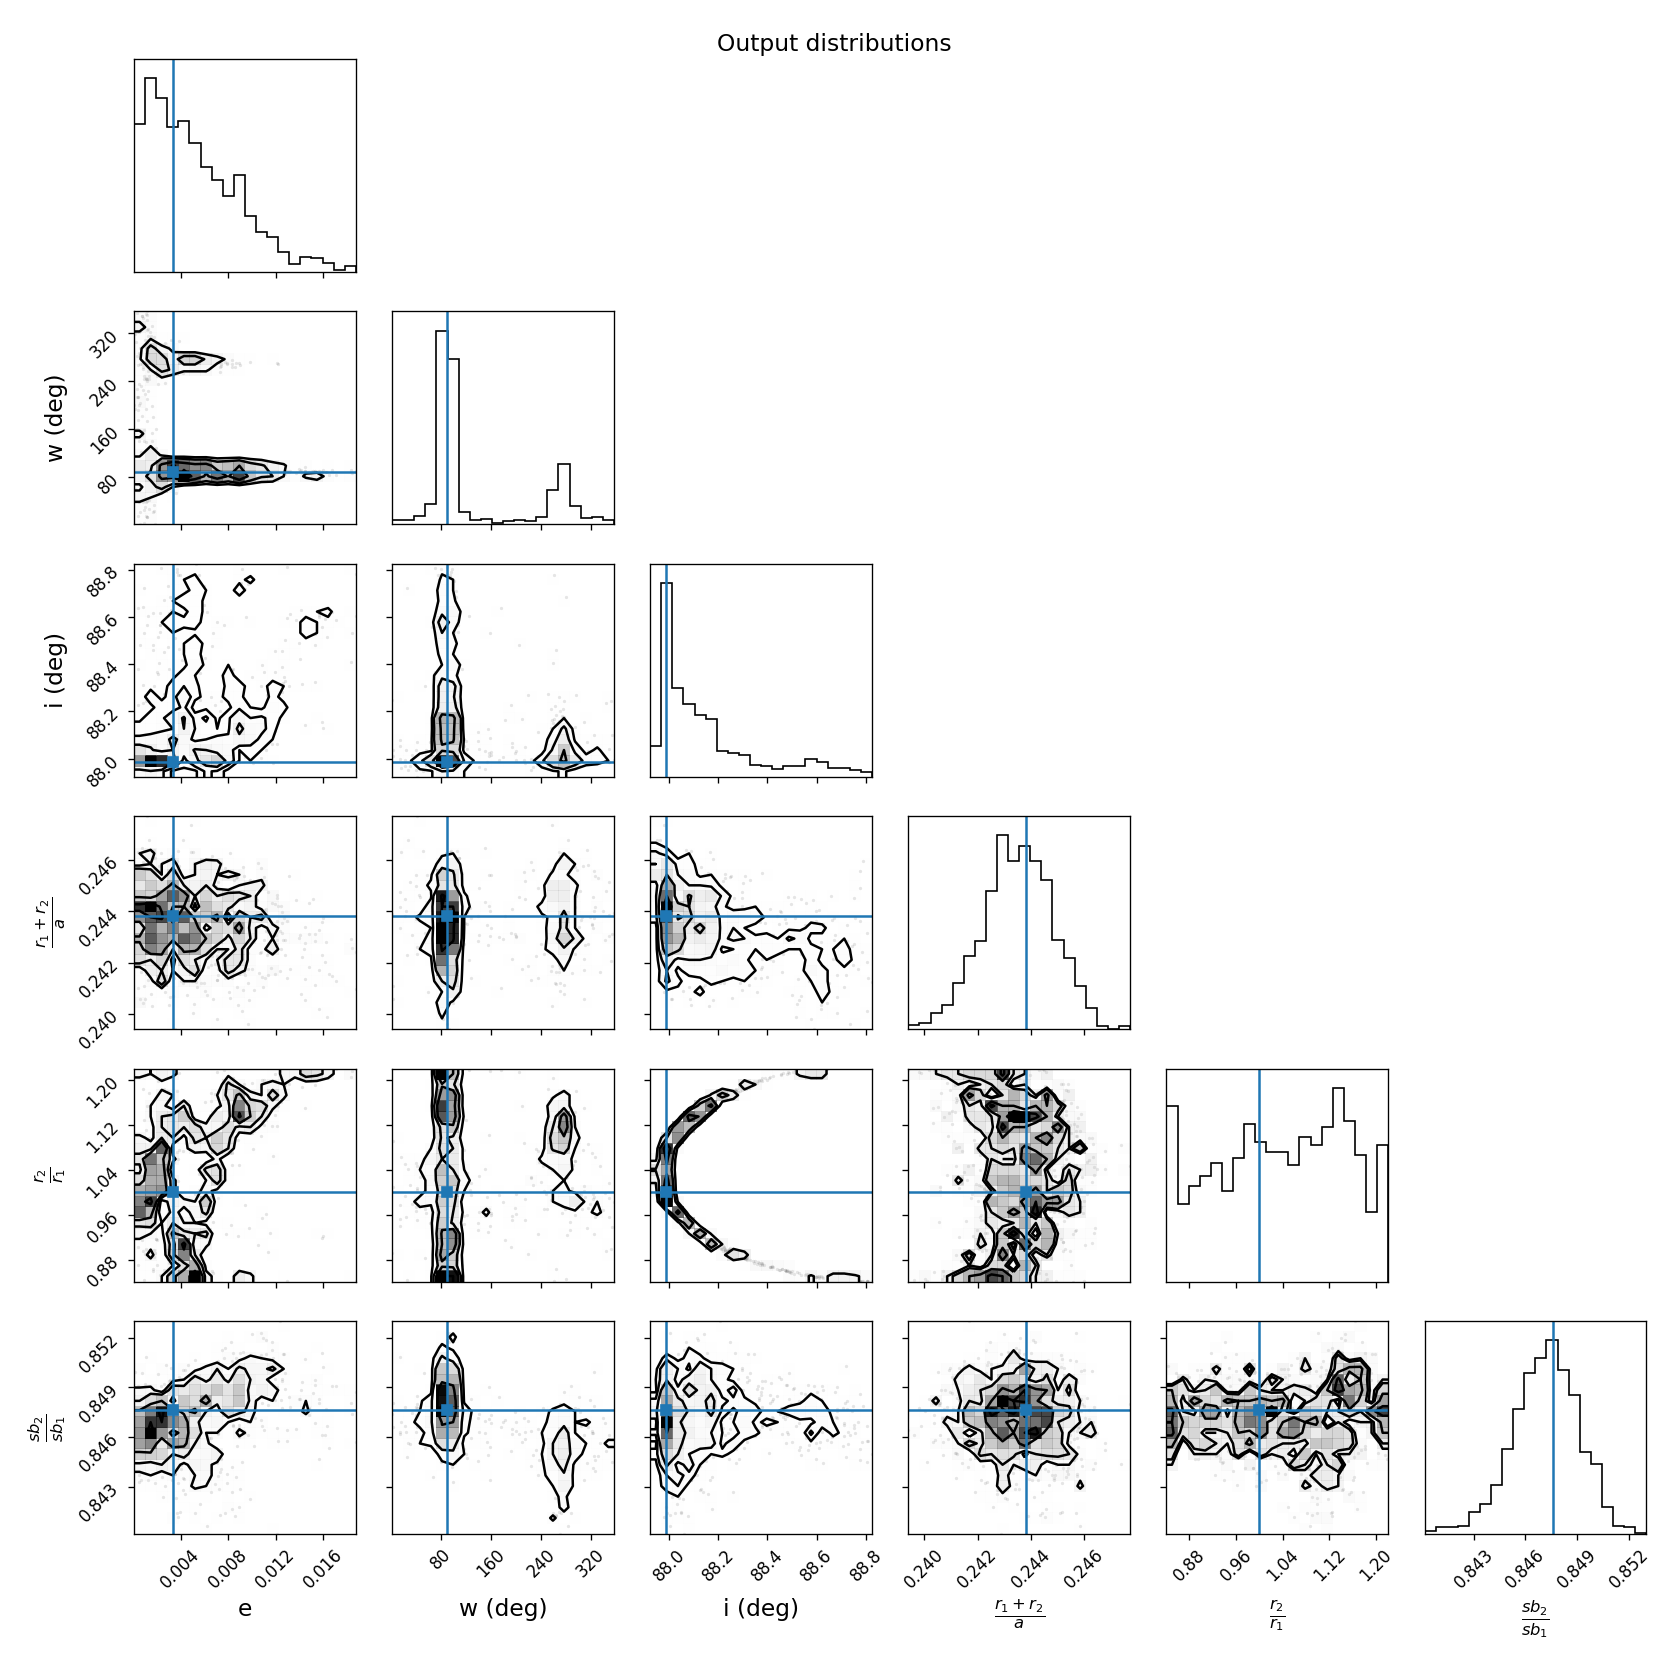 Output distributions
w (deg)
320
240
160
80
i (deg)
88.8
88.6
88.4
88.2
88.0
r₁ + r₂
a
0.246
0.244
0.242
0.240
r₂
r₁
1.20
1.12
1.04
0.96
0.88
sb₂
sb₁
0.852
0.849
0.846
0.843
0.004 0.008 0.012 0.016 80 160 240 320 88.0 88.2 88.4 88.6 88.8 0.240 0.242 0.244 0.246 0.88 0.96 1.04 1.12 1.20 0.843 0.846 0.849 0.852
e w (deg) i (deg)
r₁ + r₂
a
r₂
r₁
sb₂
sb₁